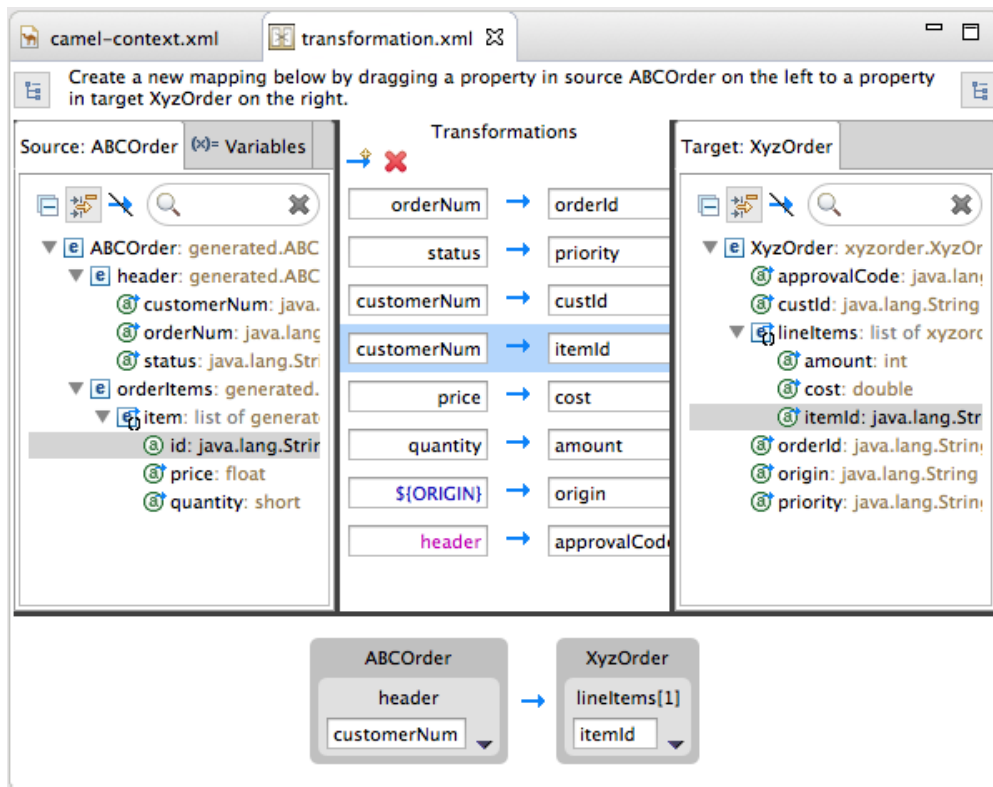 camel-context.xml
transformation.xml
Create a new mapping below by dragging a property in source ABCOrder on the left to a property
in target XyzOrder on the right.
Source: ABCOrder
(x)= Variables
ABCOrder: generated.ABC
header: generated.ABC
customerNum: java.
orderNum: java.lang
status: java.lang.Stri
orderItems: generated.
item: list of generat
id: java.lang.Strin
price: float
quantity: short
Transformations
orderNum orderId
status priority
customerNum custId
customerNum itemId
price cost
quantity amount
${ORIGIN} origin
header approvalCode
Target: XyzOrder
XyzOrder: xyzorder.XyzOr
approvalCode: java.lang
custId: java.lang.String
lineItems: list of xyzord
amount: int
cost: double
itemId: java.lang.Str
orderId: java.lang.String
origin: java.lang.String
priority: java.lang.String
ABCOrder
header
customerNum
XyzOrder
lineItems[1]
itemId